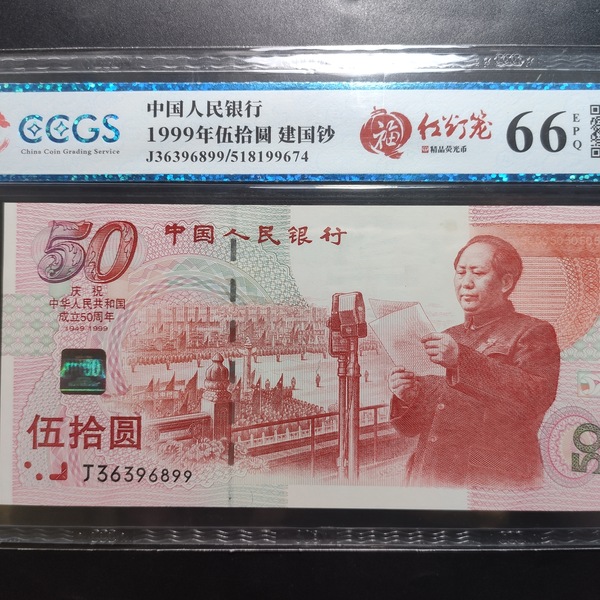 CCGS
China Coin Grading Service
中国人民银行
1999年伍拾圆 建国钞
J36396899/518199674
福
红灯笼
精品荧光币
66
EPQ
50
中国人民银行
庆祝
中华人民共和国
成立50周年
1949-1999
伍拾圆
J36396899
50